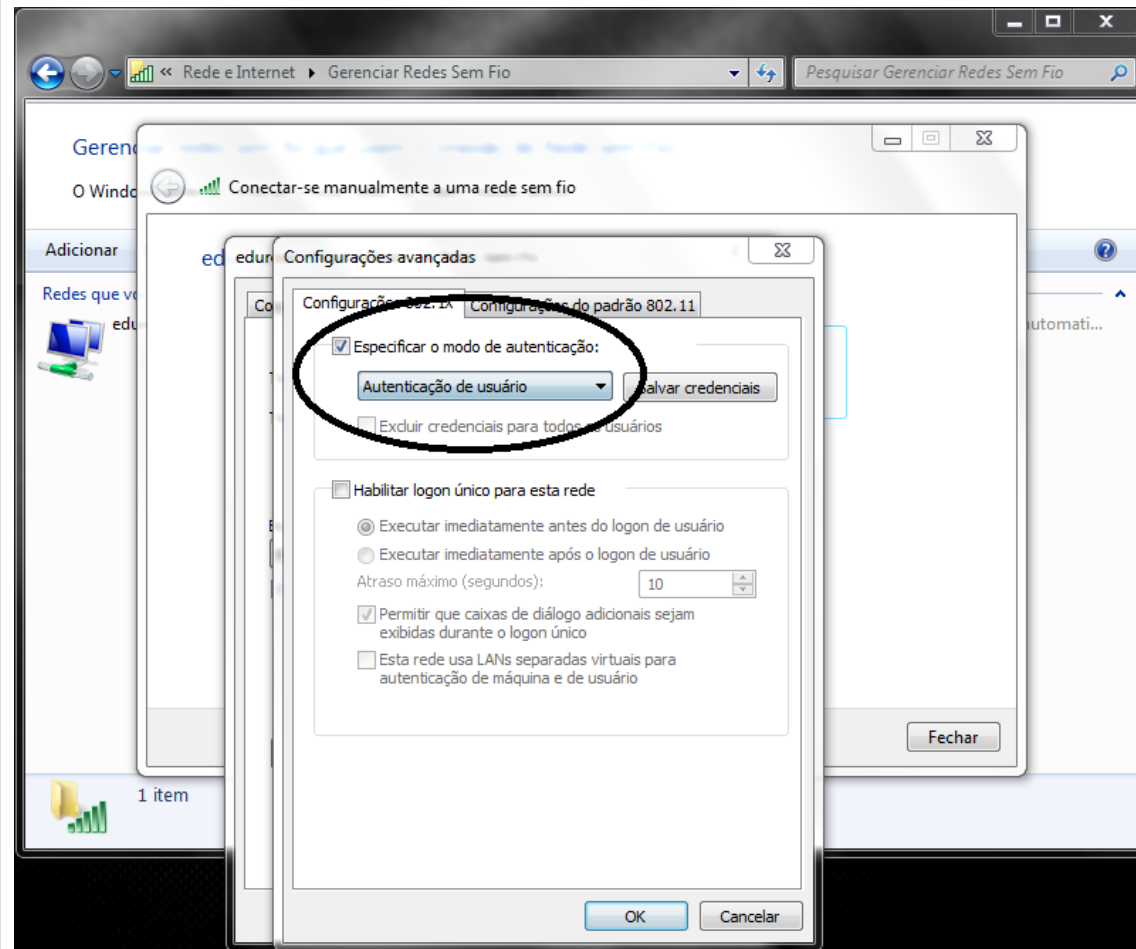 « Rede e Internet Gerenciar Redes Sem Fio
Pesquisar Gerenciar Redes Sem Fio
Geren
O Windo
Conectar-se manualmente a uma rede sem fio
Adicionar
ed
edur
Configurações avançadas
Redes que vo
edu
automati...
Co
Configurações 802.1X
Configurações do padrão 802.11
Especificar o modo de autenticação:
Autenticação de usuário
Salvar credenciais
Excluir credenciais para todos os usuários
Habilitar logon único para esta rede
Executar imediatamente antes do logon de usuário
Executar imediatamente após o logon de usuário
Atraso máximo (segundos):
10
Permitir que caixas de diálogo adicionais sejam
exibidas durante o logon único
Esta rede usa LANs separadas virtuais para
autenticação de máquina e de usuário
Fechar
1 item
OK
Cancelar